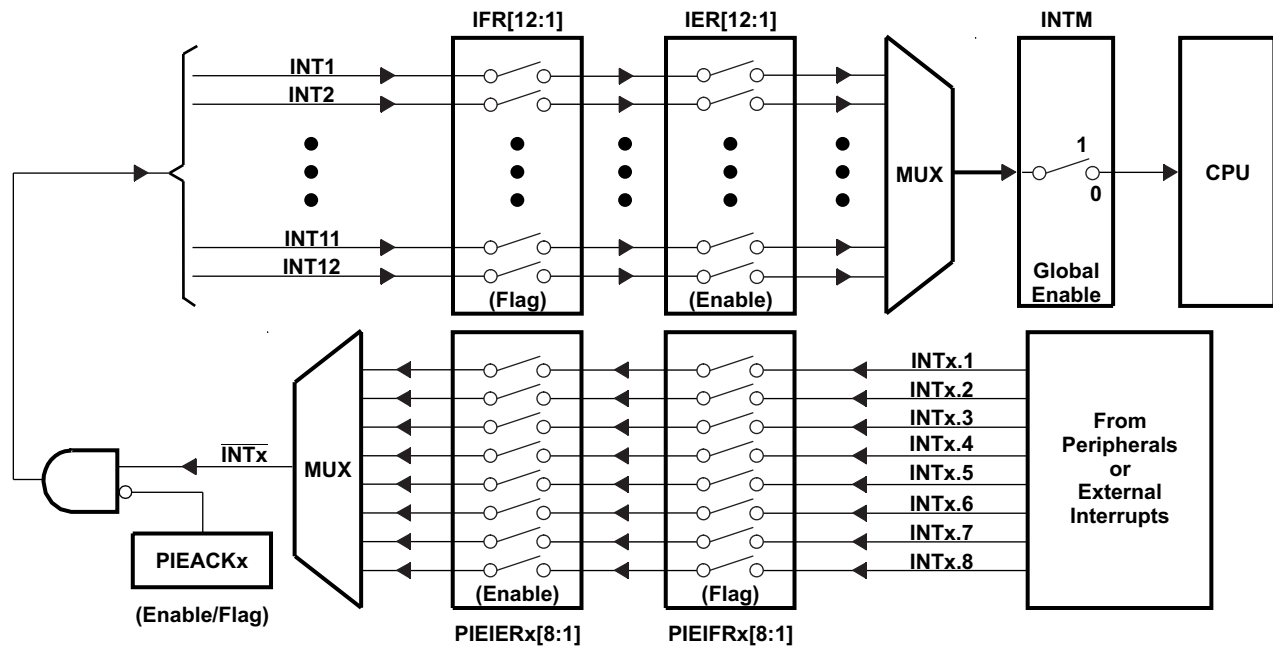 IFR[12:1]
IER[12:1]
INTM
INT1
INT2
INT11
INT12
(Flag)
(Enable)
MUX
1
0
Global
Enable
CPU
INTx.1
INTx.2
INTx.3
INTx.4
INTx.5
INTx.6
INTx.7
INTx.8
From
Peripherals
or
External
Interrupts
INTx
MUX
PIEACKx
(Enable/Flag)
(Enable)
(Flag)
PIEIERx[8:1]
PIEIFRx[8:1]